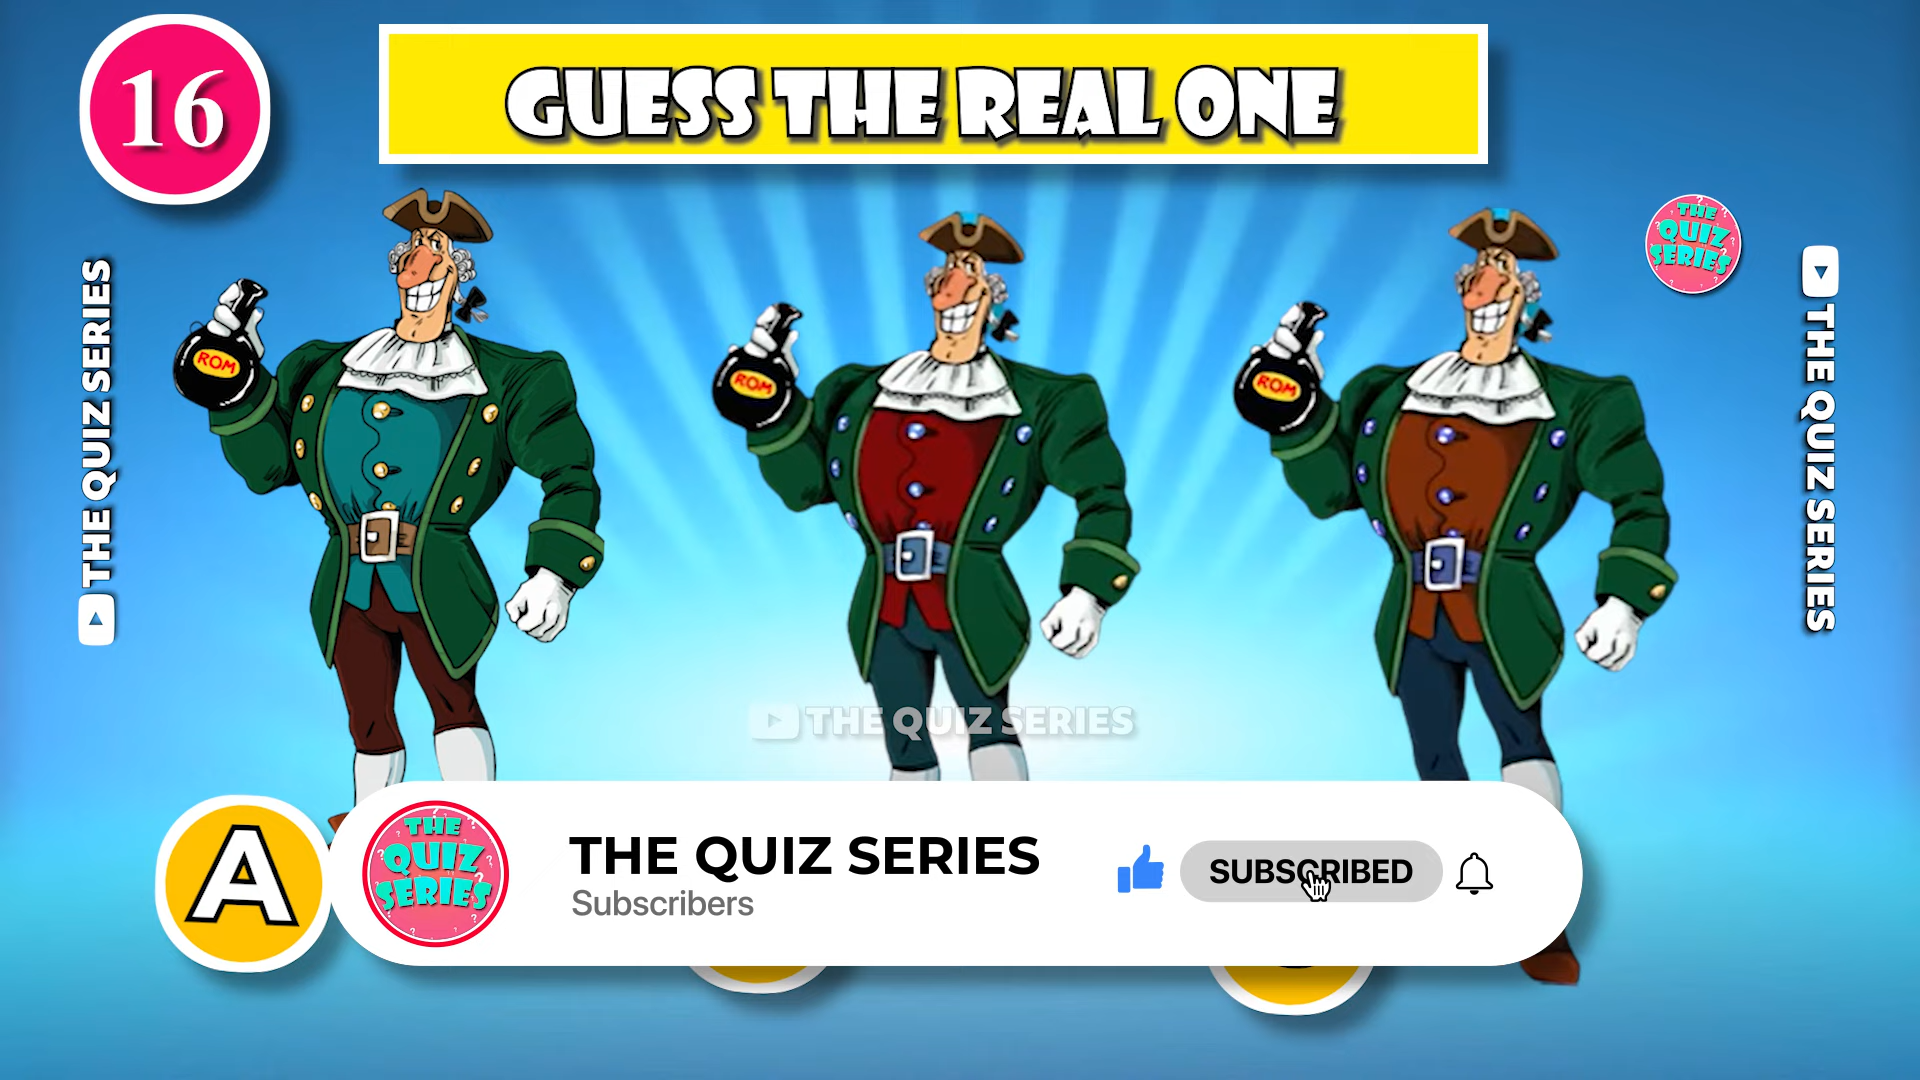 16
GUESS THE REAL ONE
THE QUIZ SERIES
THE
QUIZ
SERIES
THE QUIZ SERIES
ROM
ROM
ROM
THE QUIZ SERIES
A
THE
QUIZ
SERIES
THE QUIZ SERIES
Subscribers
SUBSCRIBED